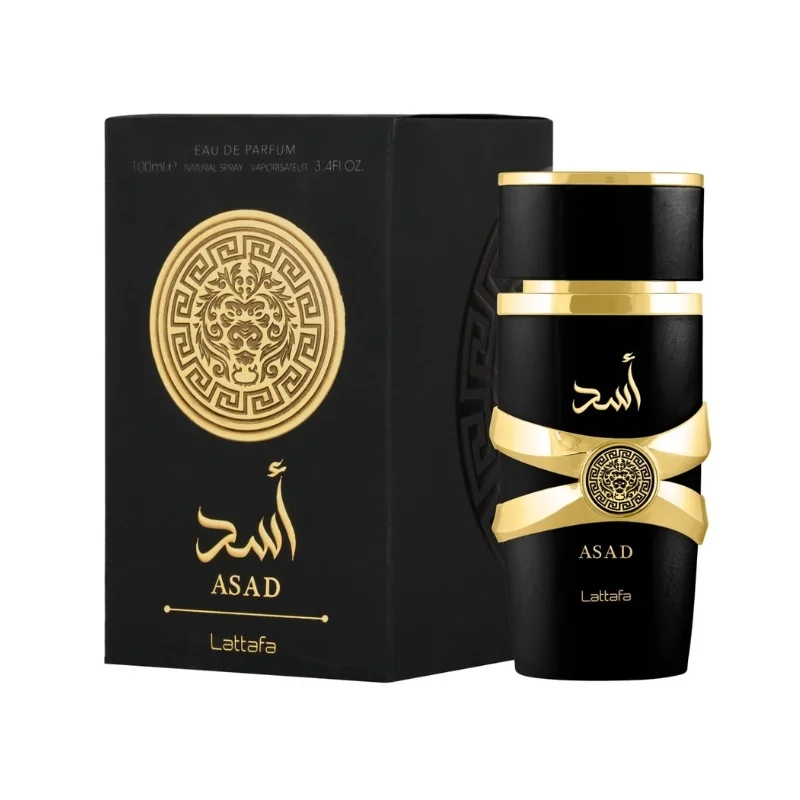 EAU DE PARFUM
100ml.℮ NATURAL SPRAY VAPORISATEUR 3.4FL.OZ.
أسد
ASAD
Lattafa
أسد
ASAD
Lattafa